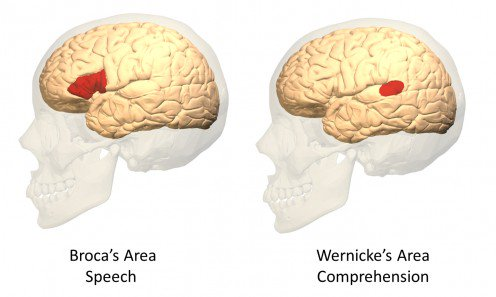 Broca’s Area
Speech
Wernicke’s Area
Comprehension